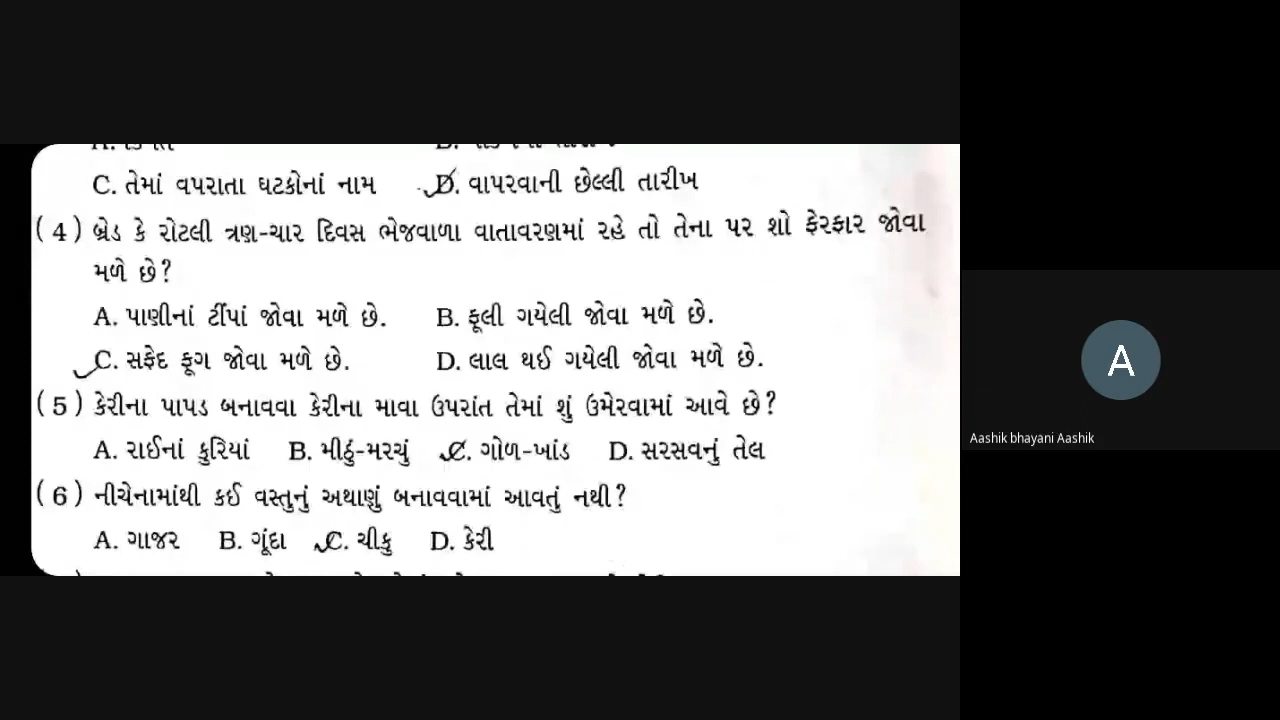 C. તેમાં વપરાતા ઘટકોનાં નામ D. વાપરવાની છેલ્લી તારીખ
(4) બ્રેડ કે રોટલી ત્રણ-ચાર દિવસ ભેજવાળા વાતાવરણમાં રહે તો તેના પર શો ફેરફાર જોવા
મળે છે?
A. પાણીનાં ટીંપાં જોવા મળે છે. B. ફૂલી ગયેલી જોવા મળે છે.
C. સફેદ ફૂગ જોવા મળે છે. D. લાલ થઈ ગયેલી જોવા મળે છે.
(5) કેરીના પાપડ બનાવવા કેરીના માવા ઉપરાંત તેમાં શું ઉમેરવામાં આવે છે?
A. રાઈનાં કુરિયાં B. મીઠું-મરચું C. ગોળ-ખાંડ D. સરસવનું તેલ
(6) નીચેનામાંથી કઈ વસ્તુનું અથાણું બનાવવામાં આવતું નથી?
A. ગાજર B. ગૂંદા C. ચીકુ D. કેરી
A
Aashik bhayani Aashik